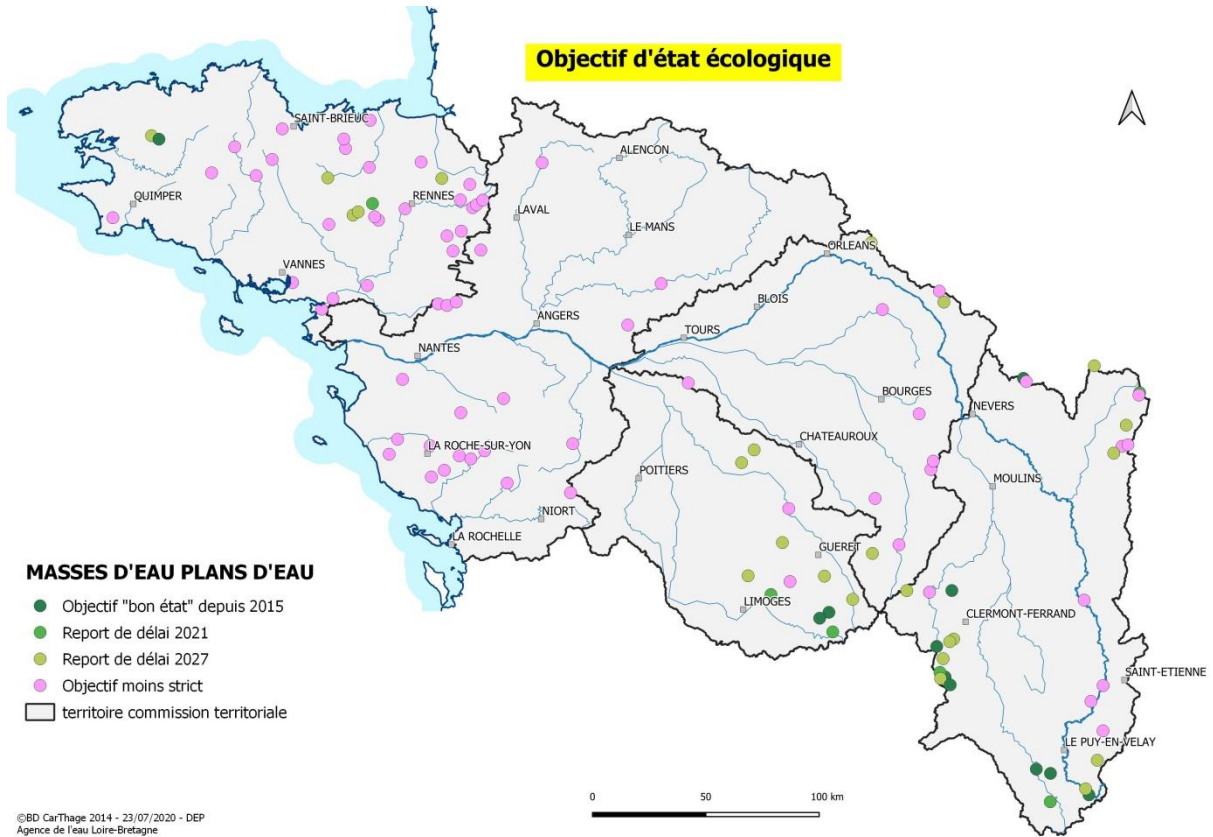 Objectif d'état écologique
SAINT-BRIEUC
ALENCON
QUIMPER
RENNES
LAVAL
LE MANS
ORLEANS
VANNES
BLOIS
ANGERS
TOURS
NANTES
BOURGES
NEVERS
CHATEAUROUX
LA ROCHE-SUR-YON
POITIERS
MOULINS
NIORT
LA ROCHELLE
GUERET
MASSES D'EAU PLANS D'EAU
Objectif "bon état" depuis 2015
LIMOGES
CLERMONT-FERRAND
Report de délai 2021
Report de délai 2027
Objectif moins strict
SAINT-ETIENNE
territoire commission territoriale
LE PUY-EN-VELAY
0 50 100 km
©BD CarThage 2014 - 23/07/2020 - DEP
Agence de l'eau Loire-Bretagne